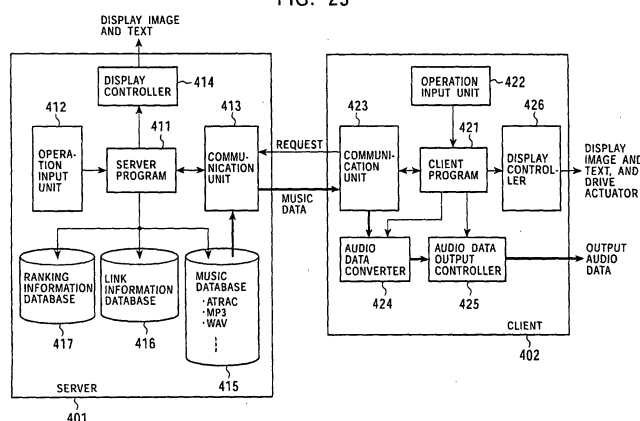 FIG.
DISPLAY IMAGE
AND TEXT
DISPLAY
CONTROLLER
414
412
OPERA-
TION
INPUT
UNIT
411
SERVER
PROGRAM
413
COMMU-
NICATION
UNIT
RANKING
INFORMATION
DATABASE
417
LINK
INFORMATION
DATABASE
416
MUSIC
DATABASE
・ATRAC
・MP3
・WAV
415
SERVER
401
REQUEST
MUSIC
DATA
OPERATION
INPUT UNIT
422
423
COMMUNI-
CATION
UNIT
421
CLIENT
PROGRAM
426
DISPLAY
CONTROL-
LER
DISPLAY
IMAGE AND
TEXT, AND
DRIVE
ACTUATOR
AUDIO
DATA
CONVERTER
424
AUDIO DATA
OUTPUT
CONTROLLER
425
OUTPUT
AUDIO
DATA
CLIENT
402